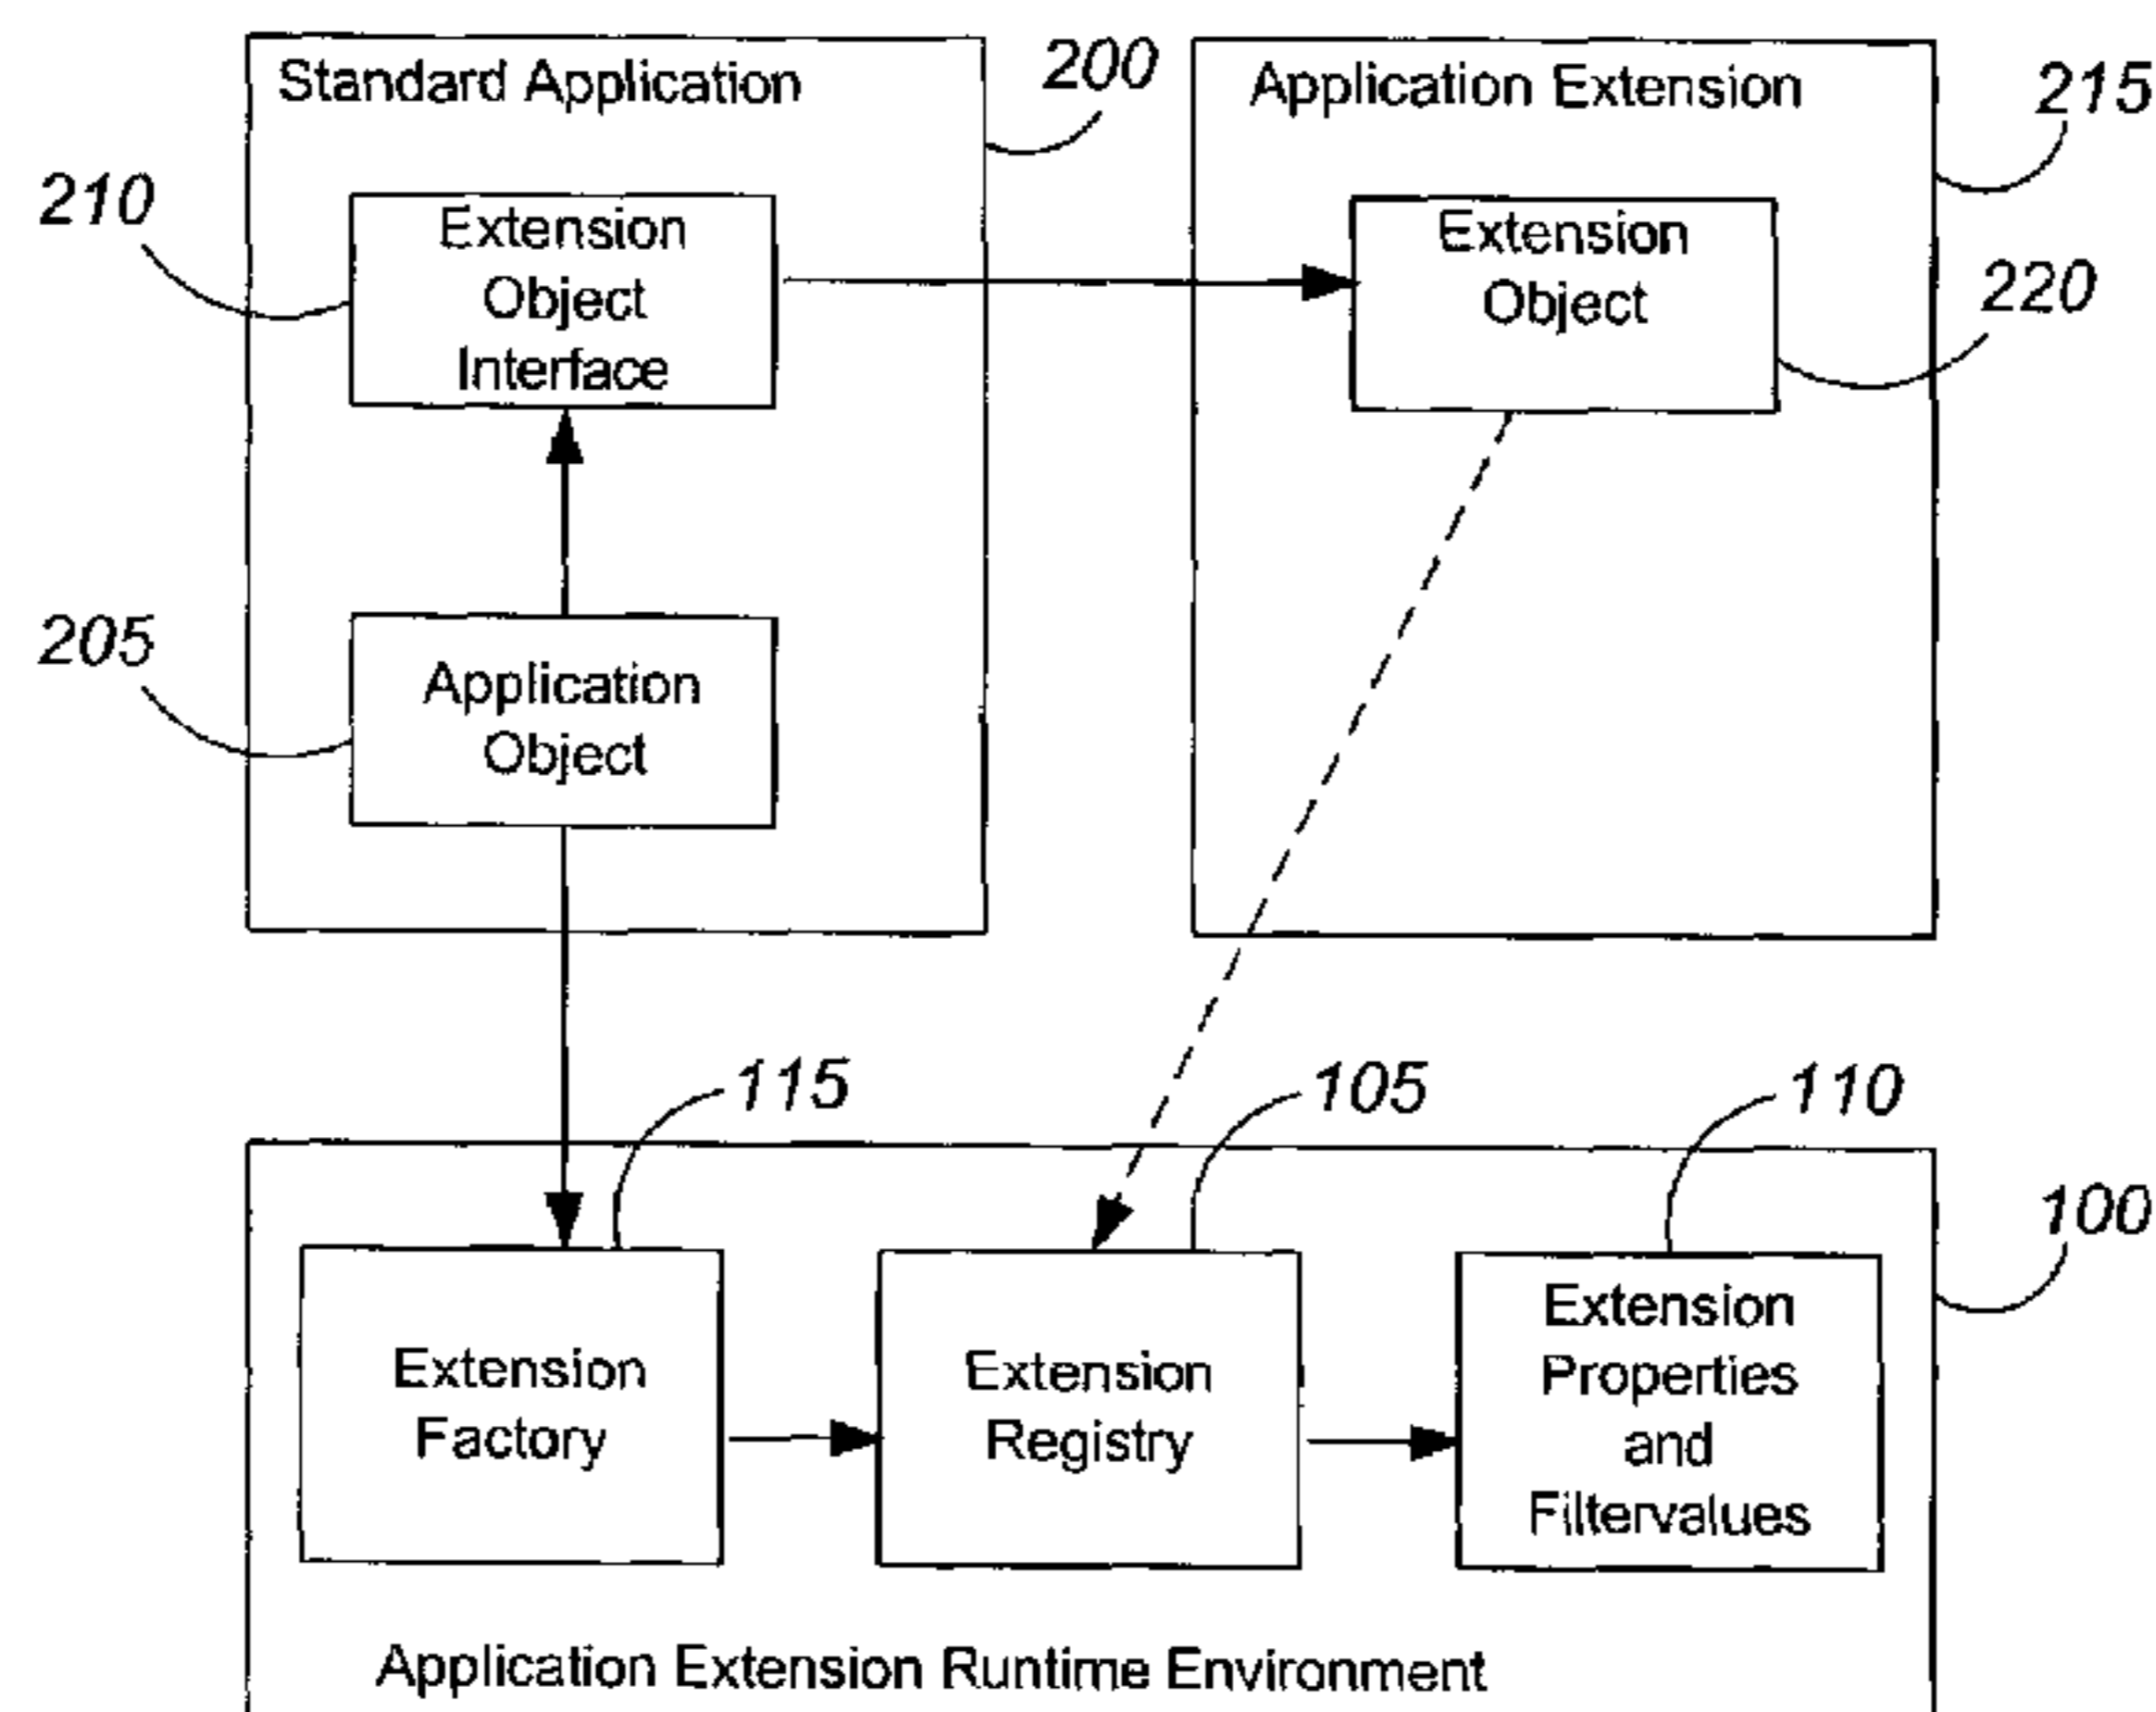 Standard Application
200
Application Extension
215
210
Extension
Object
Interface
Extension
Object
220
205
Application
Object
115
105
110
100
Extension
Factory
Extension
Registry
Extension
Properties
and
Filtervalues
Application Extension Runtime Environment